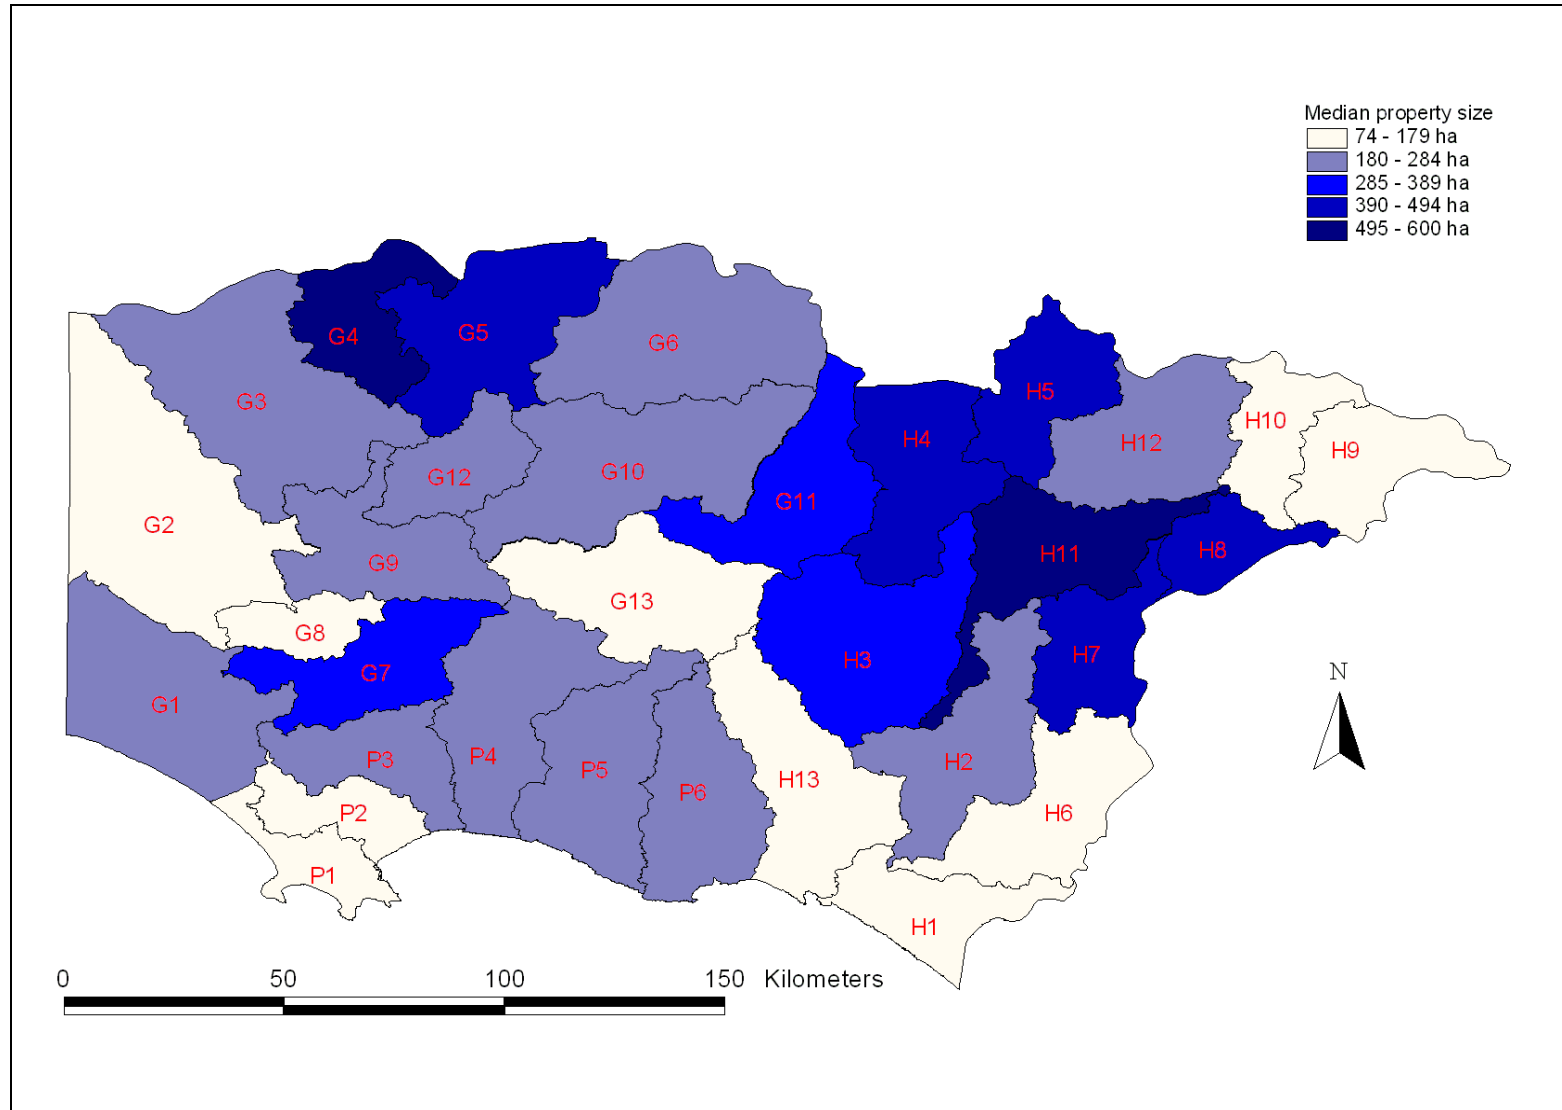 Median property size
74 - 179 ha
180 - 284 ha
285 - 389 ha
390 - 494 ha
495 - 600 ha
G4
G5
G6
G3
H5
H4
H12
H10
H9
G12
G10
G11
G2
G9
H11
H8
G13
G8
G7
H3
H7
G1
N
P3
P4
P5
P6
H13
H2
H6
P2
P1
H1
0 50 100 150 Kilometers